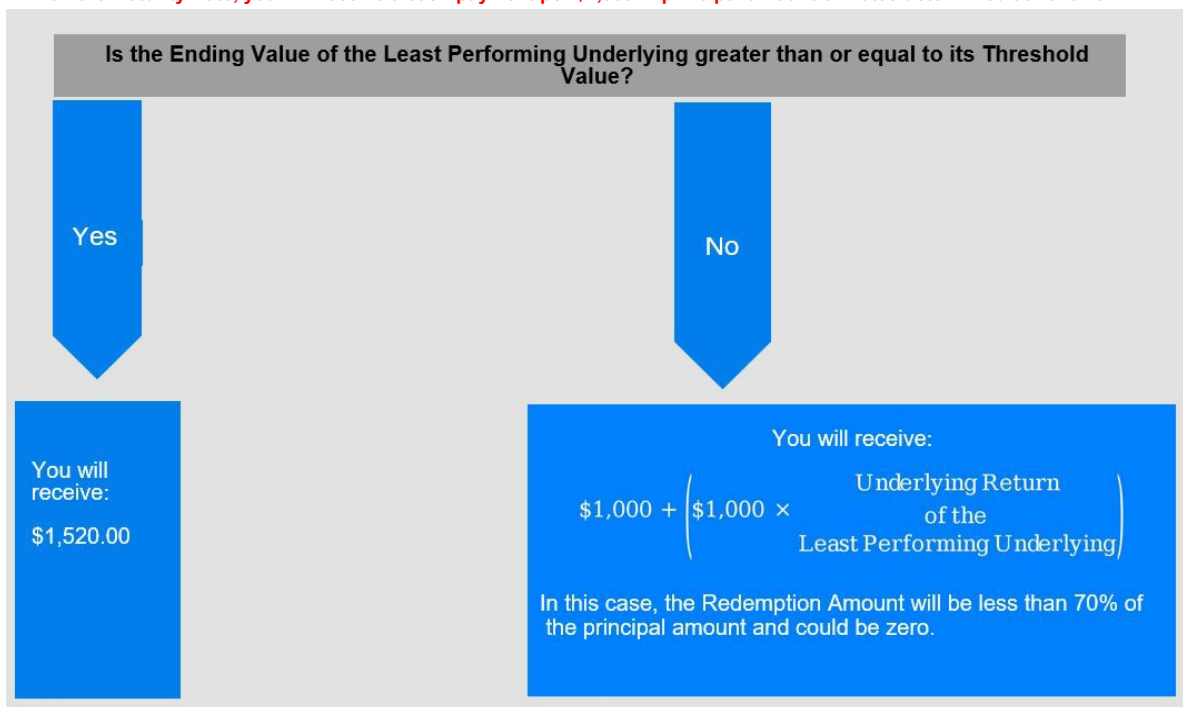 Is the Ending Value of the Least Performing Underlying greater than or equal to its Threshold
Value?
Yes
No
You will
receive:
$1,520.00
You will receive:
$1,000 + ($1,000 × Underlying Return
of the
Least Performing Underlying)
In this case, the Redemption Amount will be less than 70% of
the principal amount and could be zero.